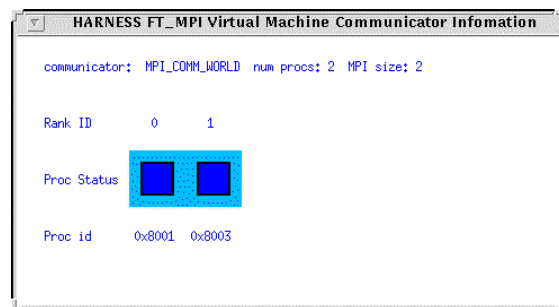 HARNESS FT_MPI Virtual Machine Communicator Infomation
communicator: MPI_COMM_WORLD num procs: 2 MPI size: 2
Rank ID 0 1
Proc Status
Proc id 0x8001 0x8003